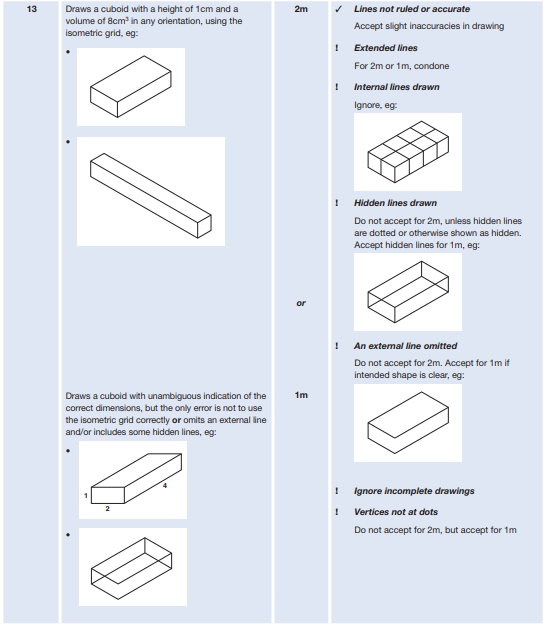 13
Draws a cuboid with a height of 1cm and a
volume of 8cm³ in any orientation, using the
isometric grid, eg:
•
•
2m
✓ Lines not ruled or accurate
Accept slight inaccuracies in drawing
! Extended lines
For 2m or 1m, condone
! Internal lines drawn
Ignore, eg:
! Hidden lines drawn
Do not accept for 2m, unless hidden lines
are dotted or otherwise shown as hidden.
Accept hidden lines for 1m, eg:
or
! An external line omitted
Do not accept for 2m. Accept for 1m if
intended shape is clear, eg:
Draws a cuboid with unambiguous indication of the
correct dimensions, but the only error is not to use
the isometric grid correctly or omits an external line
and/or includes some hidden lines, eg:
•
1
2
4
•
1m
! Ignore incomplete drawings
! Vertices not at dots
Do not accept for 2m, but accept for 1m